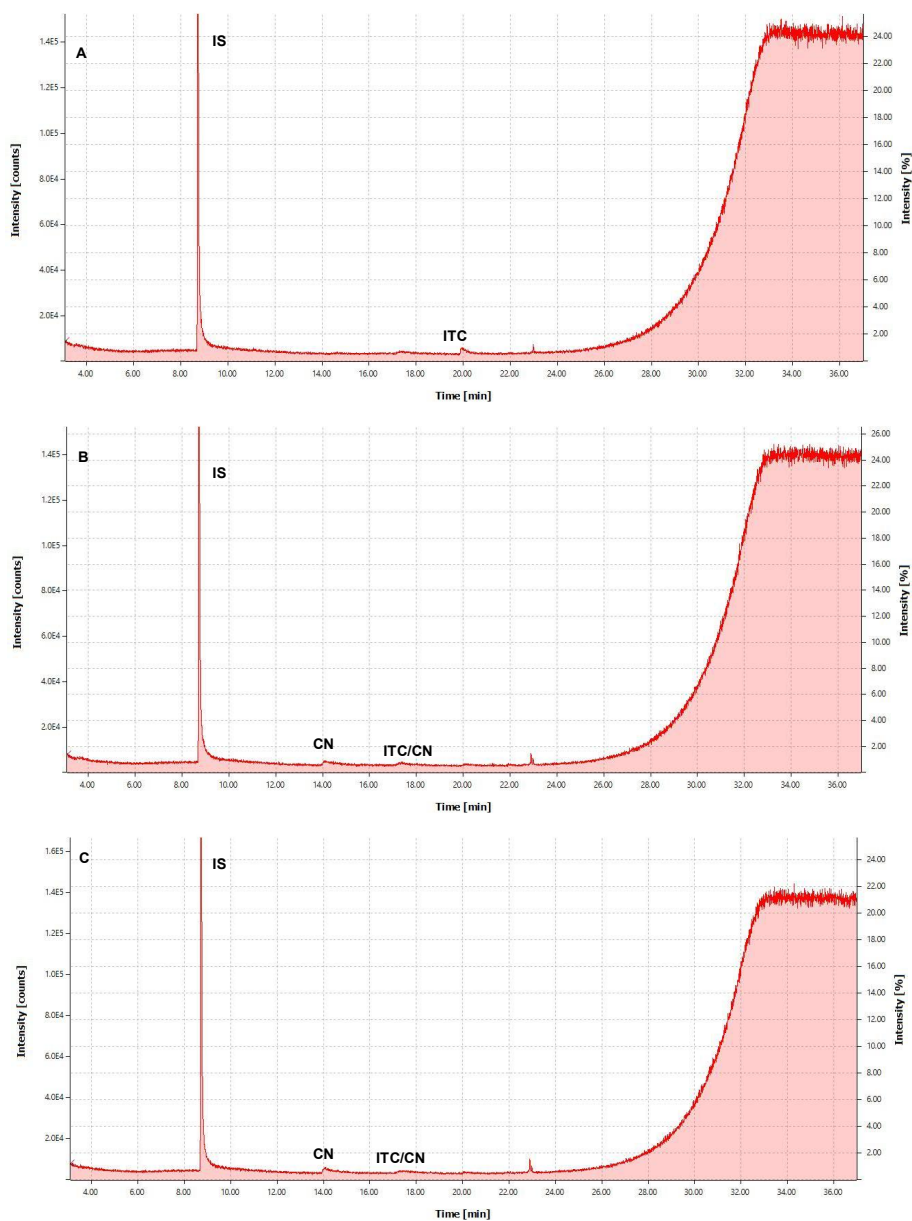 A
IS
ITC
1.4E5
1.2E5
1.0E5
8.0E4
6.0E4
4.0E4
2.0E4
Intensity [counts]
24.00
22.00
20.00
18.00
16.00
14.00
12.00
10.00
8.00
6.00
4.00
2.00
Intensity [%]
4.00 6.00 8.00 10.00 12.00 14.00 16.00 18.00 20.00 22.00 24.00 26.00 28.00 30.00 32.00 34.00 36.00
Time [min]
B
IS
CN
ITC/CN
1.4E5
1.2E5
1.0E5
8.0E4
6.0E4
4.0E4
2.0E4
Intensity [counts]
26.00
24.00
22.00
20.00
18.00
16.00
14.00
12.00
10.00
8.00
6.00
4.00
2.00
Intensity [%]
4.00 6.00 8.00 10.00 12.00 14.00 16.00 18.00 20.00 22.00 24.00 26.00 28.00 30.00 32.00 34.00 36.00
Time [min]
C
IS
CN
ITC/CN
1.6E5
1.4E5
1.2E5
1.0E5
8.0E4
6.0E4
4.0E4
2.0E4
Intensity [counts]
24.00
22.00
20.00
18.00
16.00
14.00
12.00
10.00
8.00
6.00
4.00
2.00
Intensity [%]
4.00 6.00 8.00 10.00 12.00 14.00 16.00 18.00 20.00 22.00 24.00 26.00 28.00 30.00 32.00 34.00 36.00
Time [min]